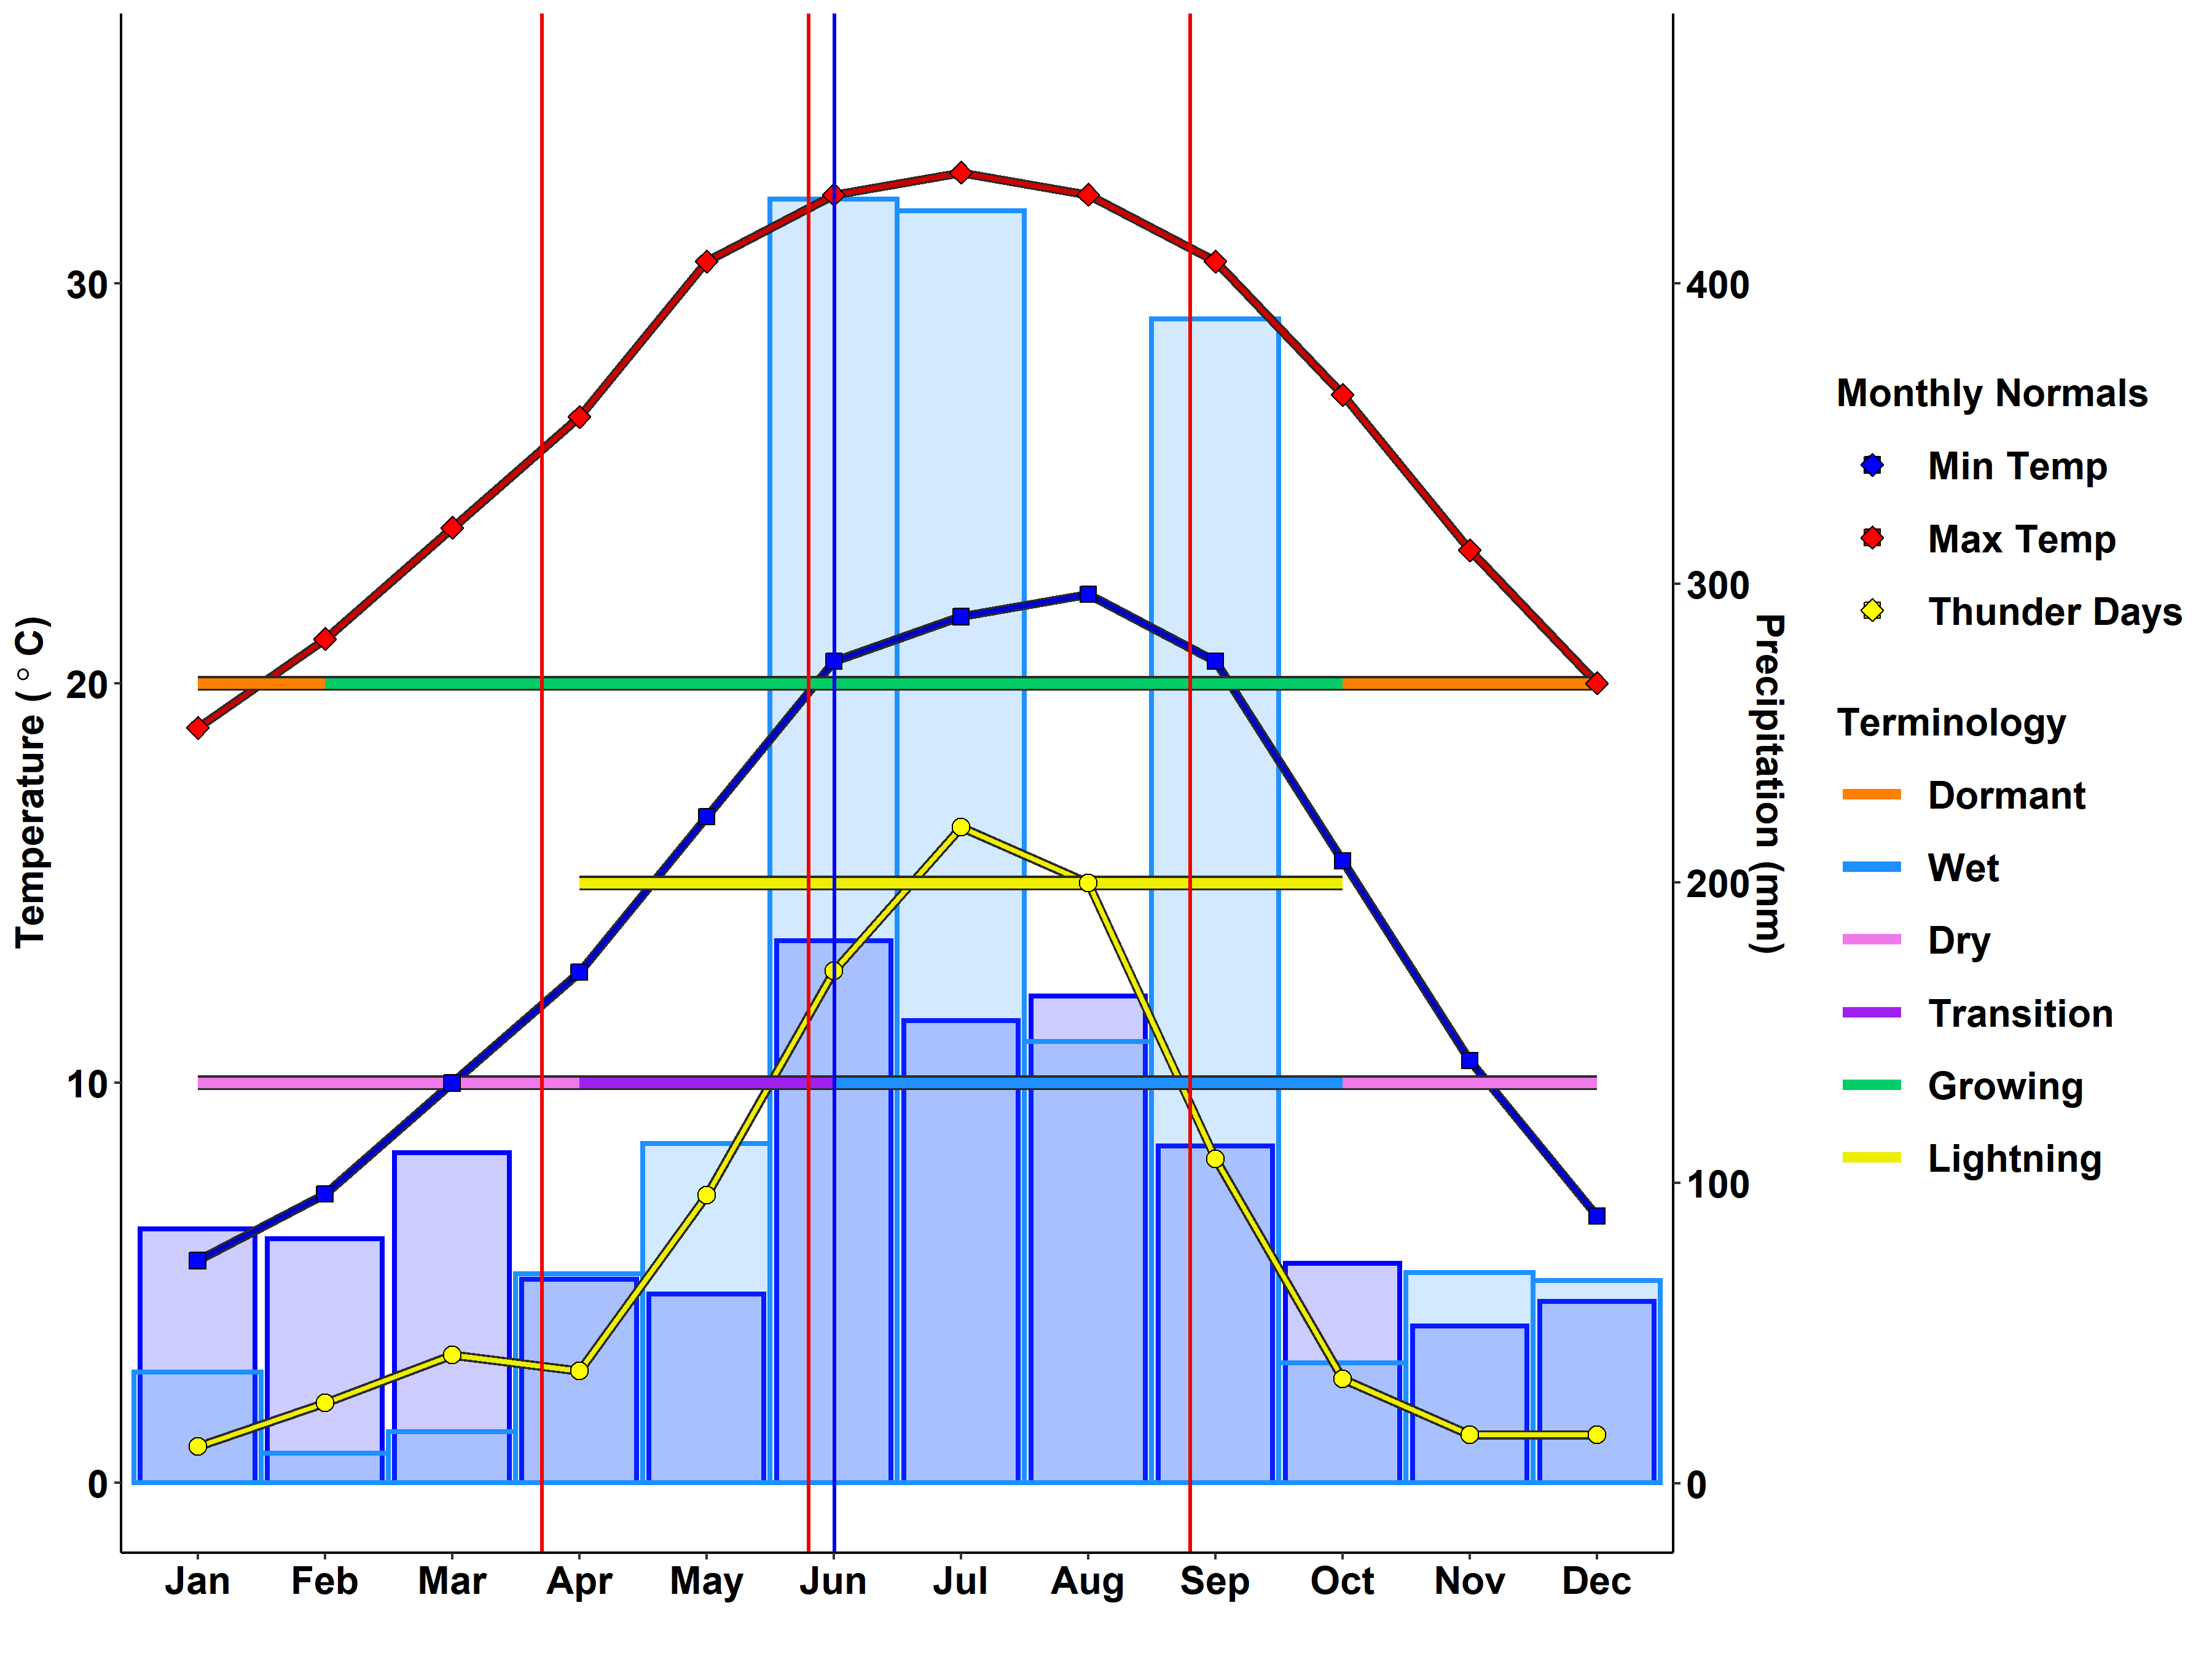 Temperature ( ° C)
30
20
10
0
Jan Feb Mar Apr May Jun Jul Aug Sep Oct Nov Dec
400
300
200
100
0
Precipitation (mm)
Monthly Normals
Min Temp
Max Temp
Thunder Days
Terminology
Dormant
Wet
Dry
Transition
Growing
Lightning